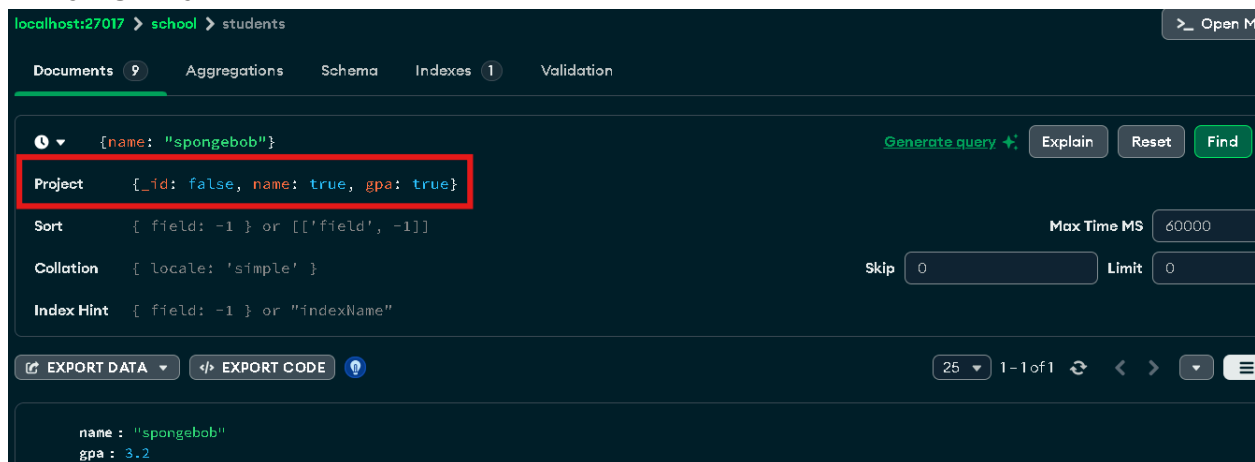 localhost:27017 > school > students
>_ Open M
Documents 9 Aggregations Schema Indexes 1 Validation
{name: "spongebob"}
Generate query Explain Reset Find
Project {_id: false, name: true, gpa: true}
Sort { field: -1 } or [['field', -1]]
Max Time MS 60000
Collation { locale: 'simple' }
Skip 0 Limit 0
Index Hint { field: -1 } or "indexName"
EXPORT DATA </> EXPORT CODE
25 1-1 of 1
name : "spongebob"
gpa : 3.2